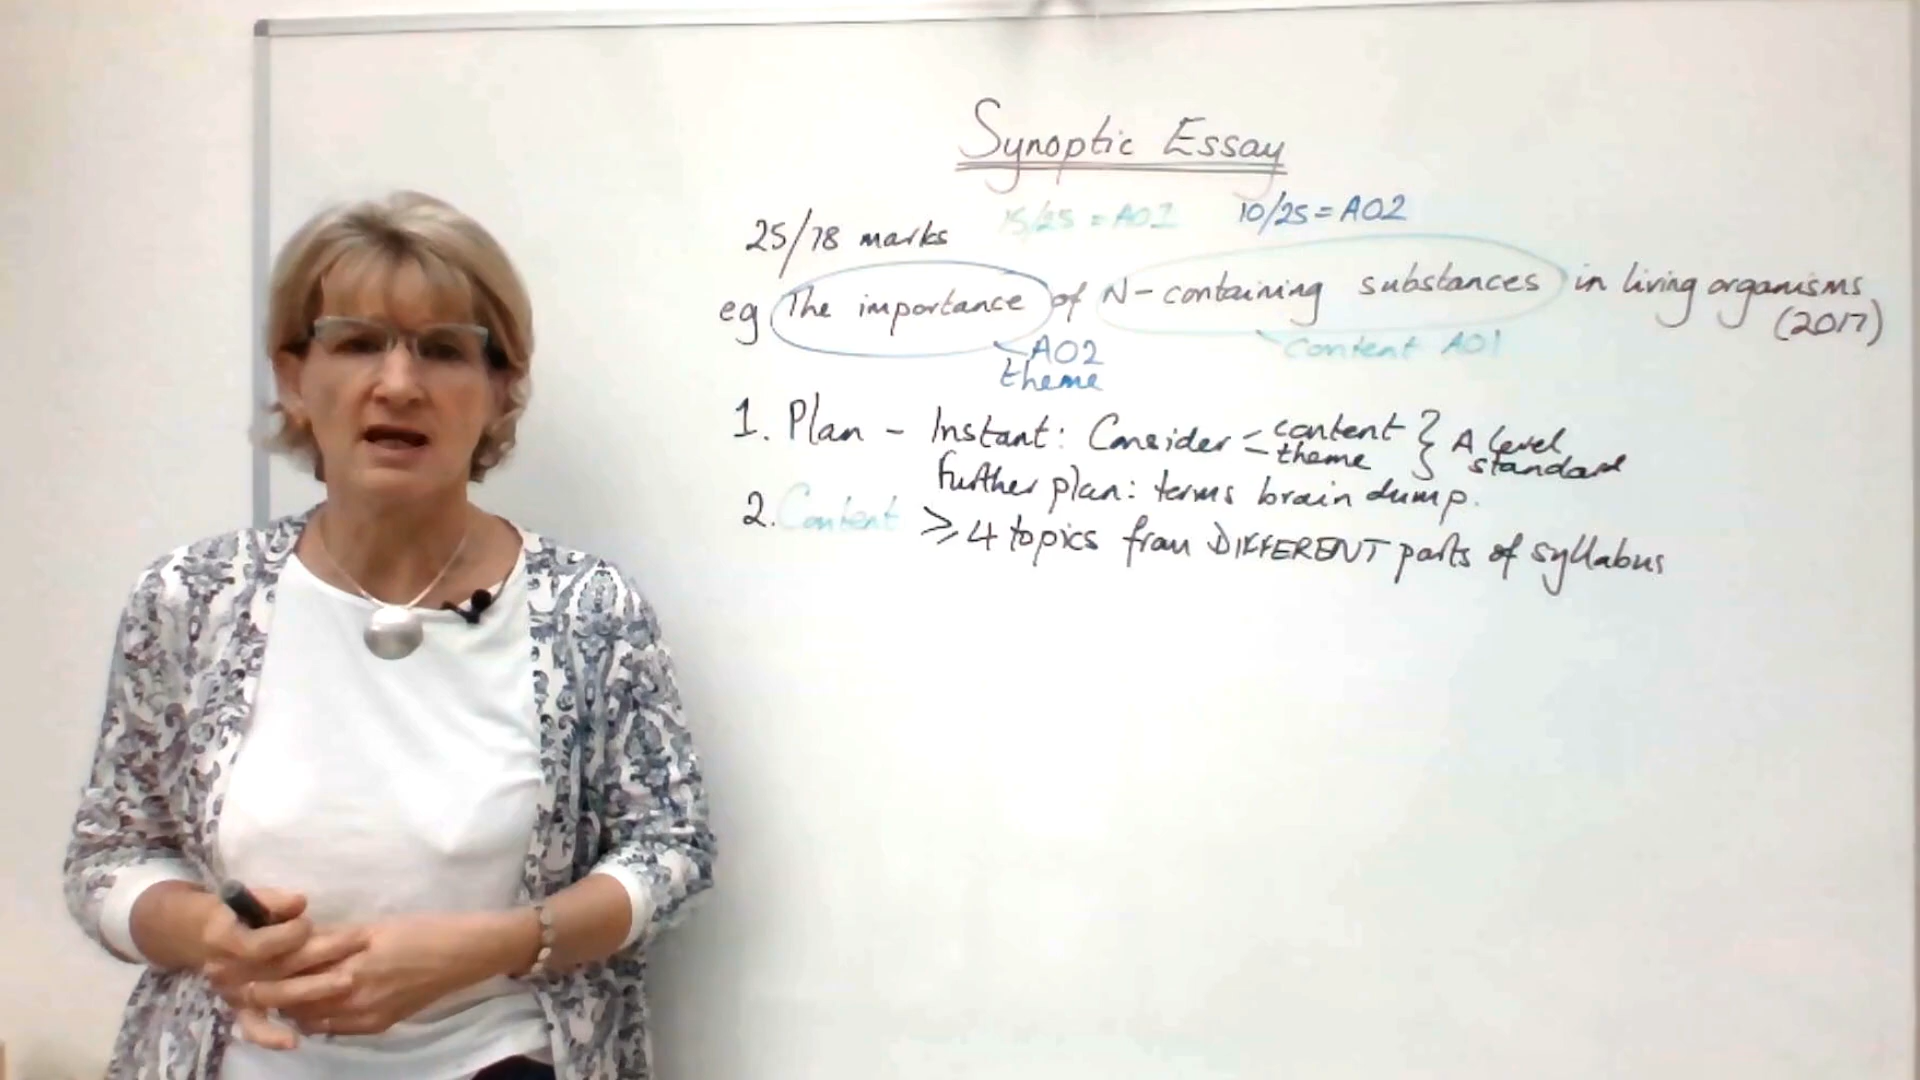 Synoptic Essay
25/78 marks 15/25 = AO1 10/25 = AO2
eg The importance of N-containing substances in living organisms
(2017)
AO2 Content AO1
theme
1. Plan - Instant: Consider < content } A level
theme standard
Further plan: terms brain dump.
2. Content ≥ 4 topics from DIFFERENT parts of syllabus